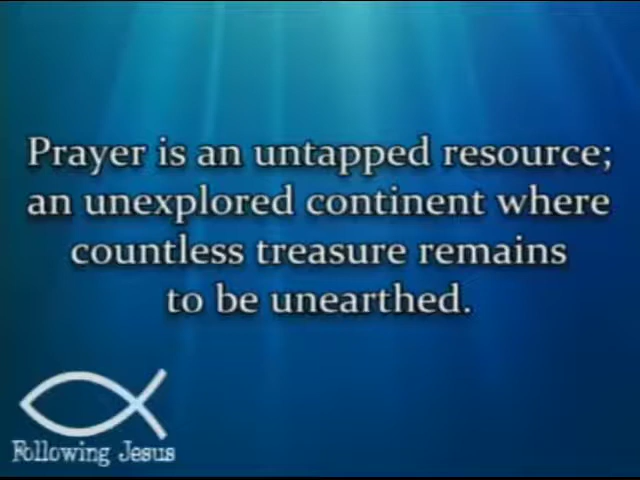 Prayer is an untapped resource;
an unexplored continent where
countless treasure remains
to be unearthed.
Following Jesus